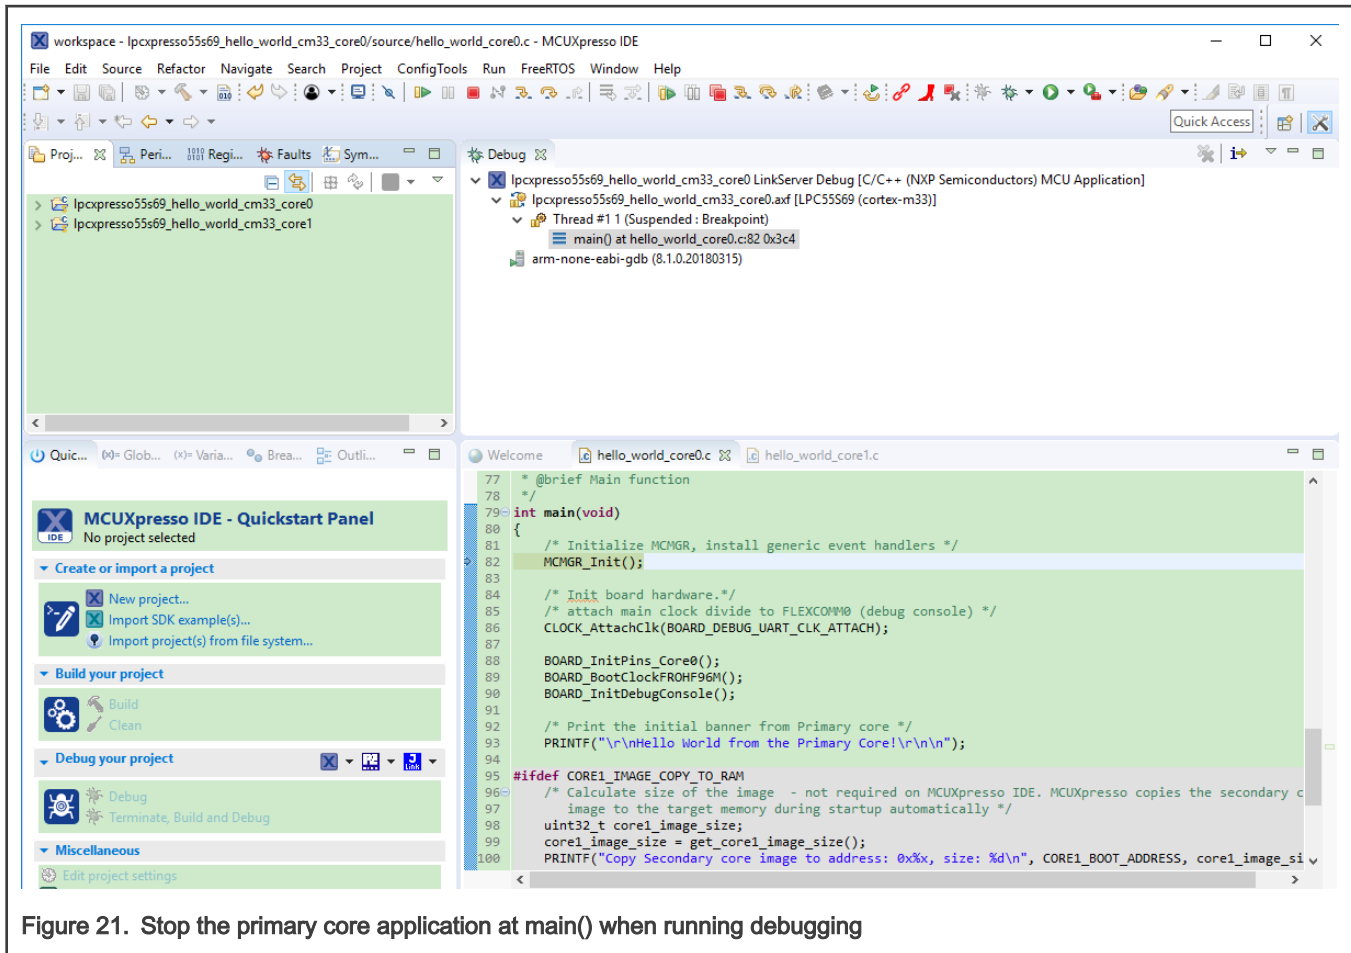 workspace - lpcxpresso55s69_hello_world_cm33_core0/source/hello_world_core0.c - MCUXpresso IDE
File Edit Source Refactor Navigate Search Project ConfigTools Run FreeRTOS Window Help
Quick Access
Proj... Peri... Regi... Faults Sym...
lpcxpresso55s69_hello_world_cm33_core0
lpcxpresso55s69_hello_world_cm33_core1
Debug
lpcxpresso55s69_hello_world_cm33_core0 LinkServer Debug [C/C++ (NXP Semiconductors) MCU Application]
lpcxpresso55s69_hello_world_cm33_core0.axf [LPC55S69 (cortex-m33)]
Thread #1 1 (Suspended : Breakpoint)
main() at hello_world_core0.c:82 0x3c4
arm-none-eabi-gdb (8.1.0.20180315)
Quic... (x)= Glob... (x)= Varia... Brea... Outli...
MCUXpresso IDE - Quickstart Panel
IDE
No project selected
Create or import a project
New project...
Import SDK example(s)...
Import project(s) from file system...
Build your project
Build
Clean
Debug your project
Debug
Terminate, Build and Debug
Miscellaneous
Edit project settings
Welcome hello_world_core0.c hello_world_core1.c
77 * @brief Main function
78 */
79 int main(void)
80 {
81 /* Initialize MCMGR, install generic event handlers */
82 MCMGR_Init();
83
84 /* Init board hardware.*/
85 /* attach main clock divide to FLEXCOMM0 (debug console) */
86 CLOCK_AttachClk(BOARD_DEBUG_UART_CLK_ATTACH);
87
88 BOARD_InitPins_Core0();
89 BOARD_BootClockFROHF96M();
90 BOARD_InitDebugConsole();
91
92 /* Print the initial banner from Primary core */
93 PRINTF("\r\nHello World from the Primary Core!\r\n\n");
94
95 #ifdef CORE1_IMAGE_COPY_TO_RAM
96 /* Calculate size of the image - not required on MCUXpresso IDE. MCUXpresso copies the secondary c
97 image to the target memory during startup automatically */
98 uint32_t core1_image_size;
99 core1_image_size = get_core1_image_size();
100 PRINTF("Copy Secondary core image to address: 0x%x, size: %d\n", CORE1_BOOT_ADDRESS, core1_image_si
Figure 21. Stop the primary core application at main() when running debugging